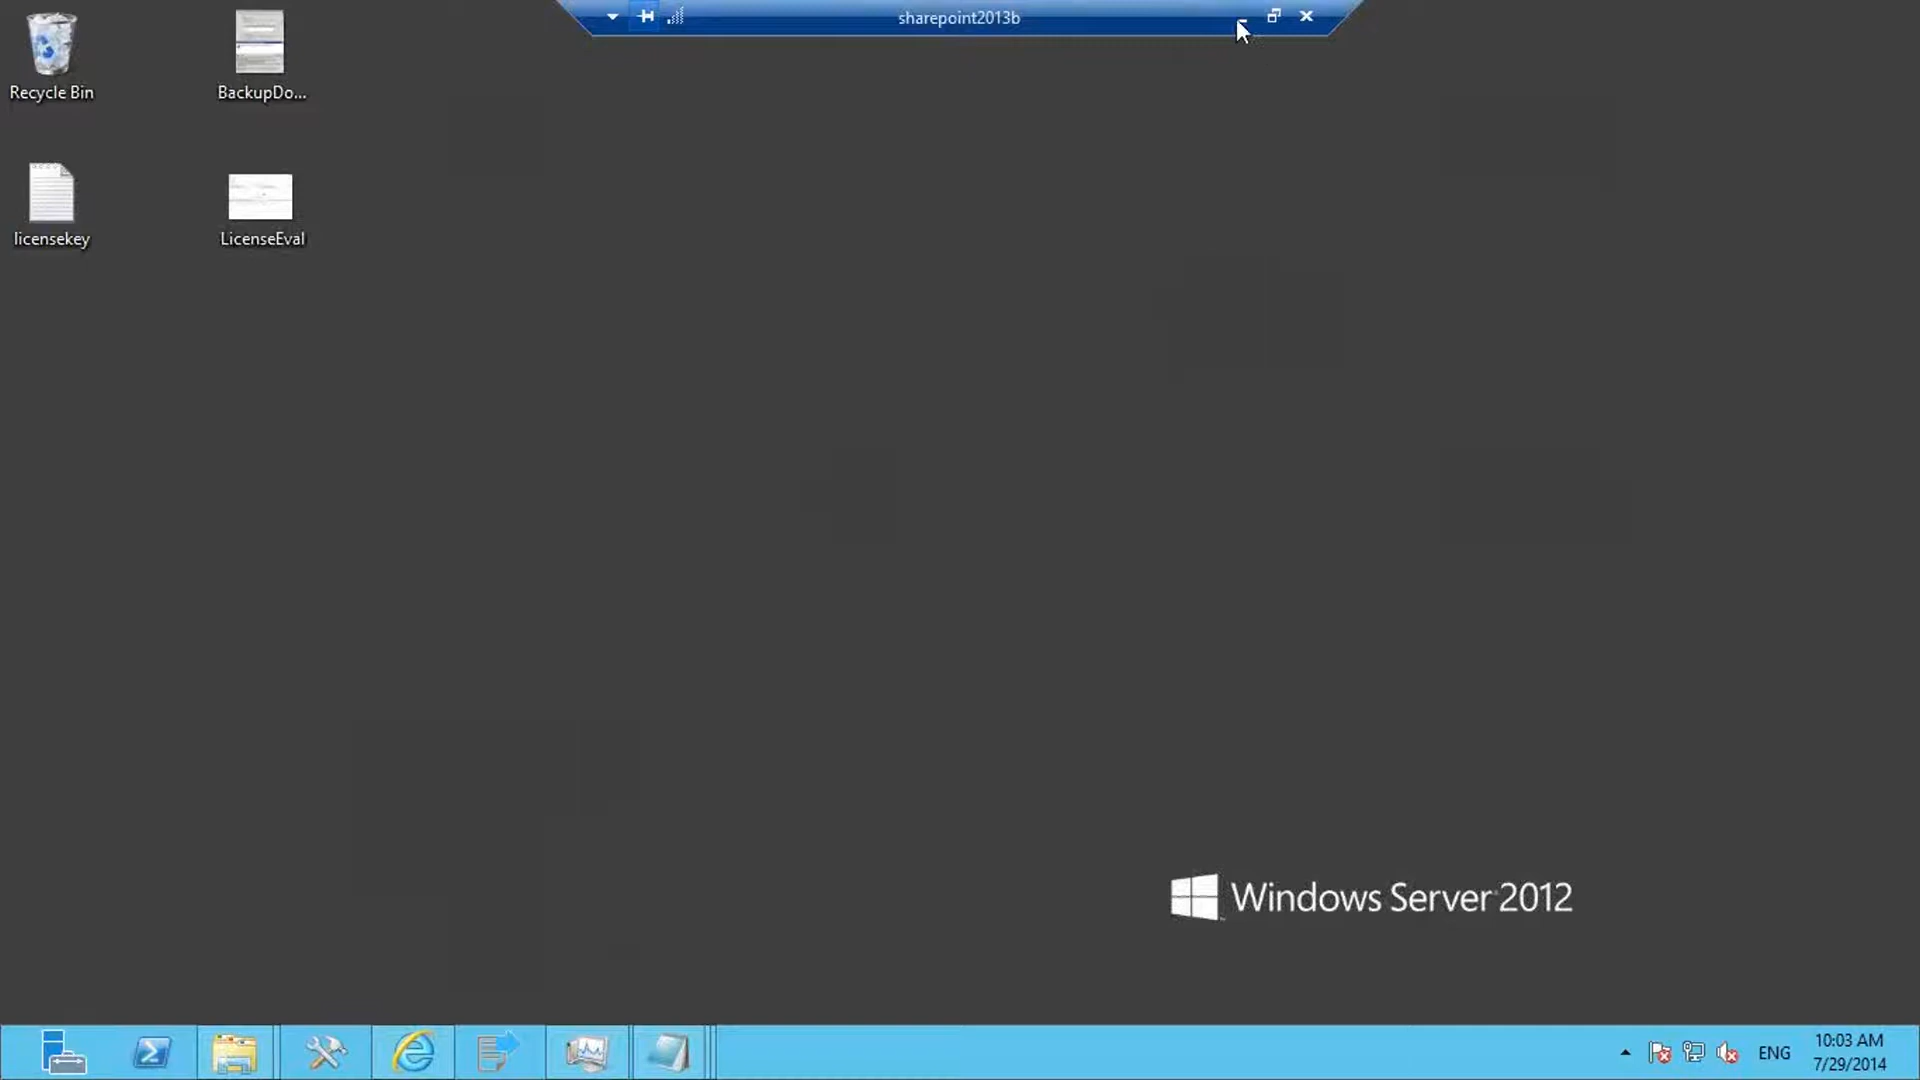 sharepoint2013b
Recycle Bin
BackupDo...
licensekey
LicenseEval
Windows Server 2012
ENG
10:03 AM
7/29/2014